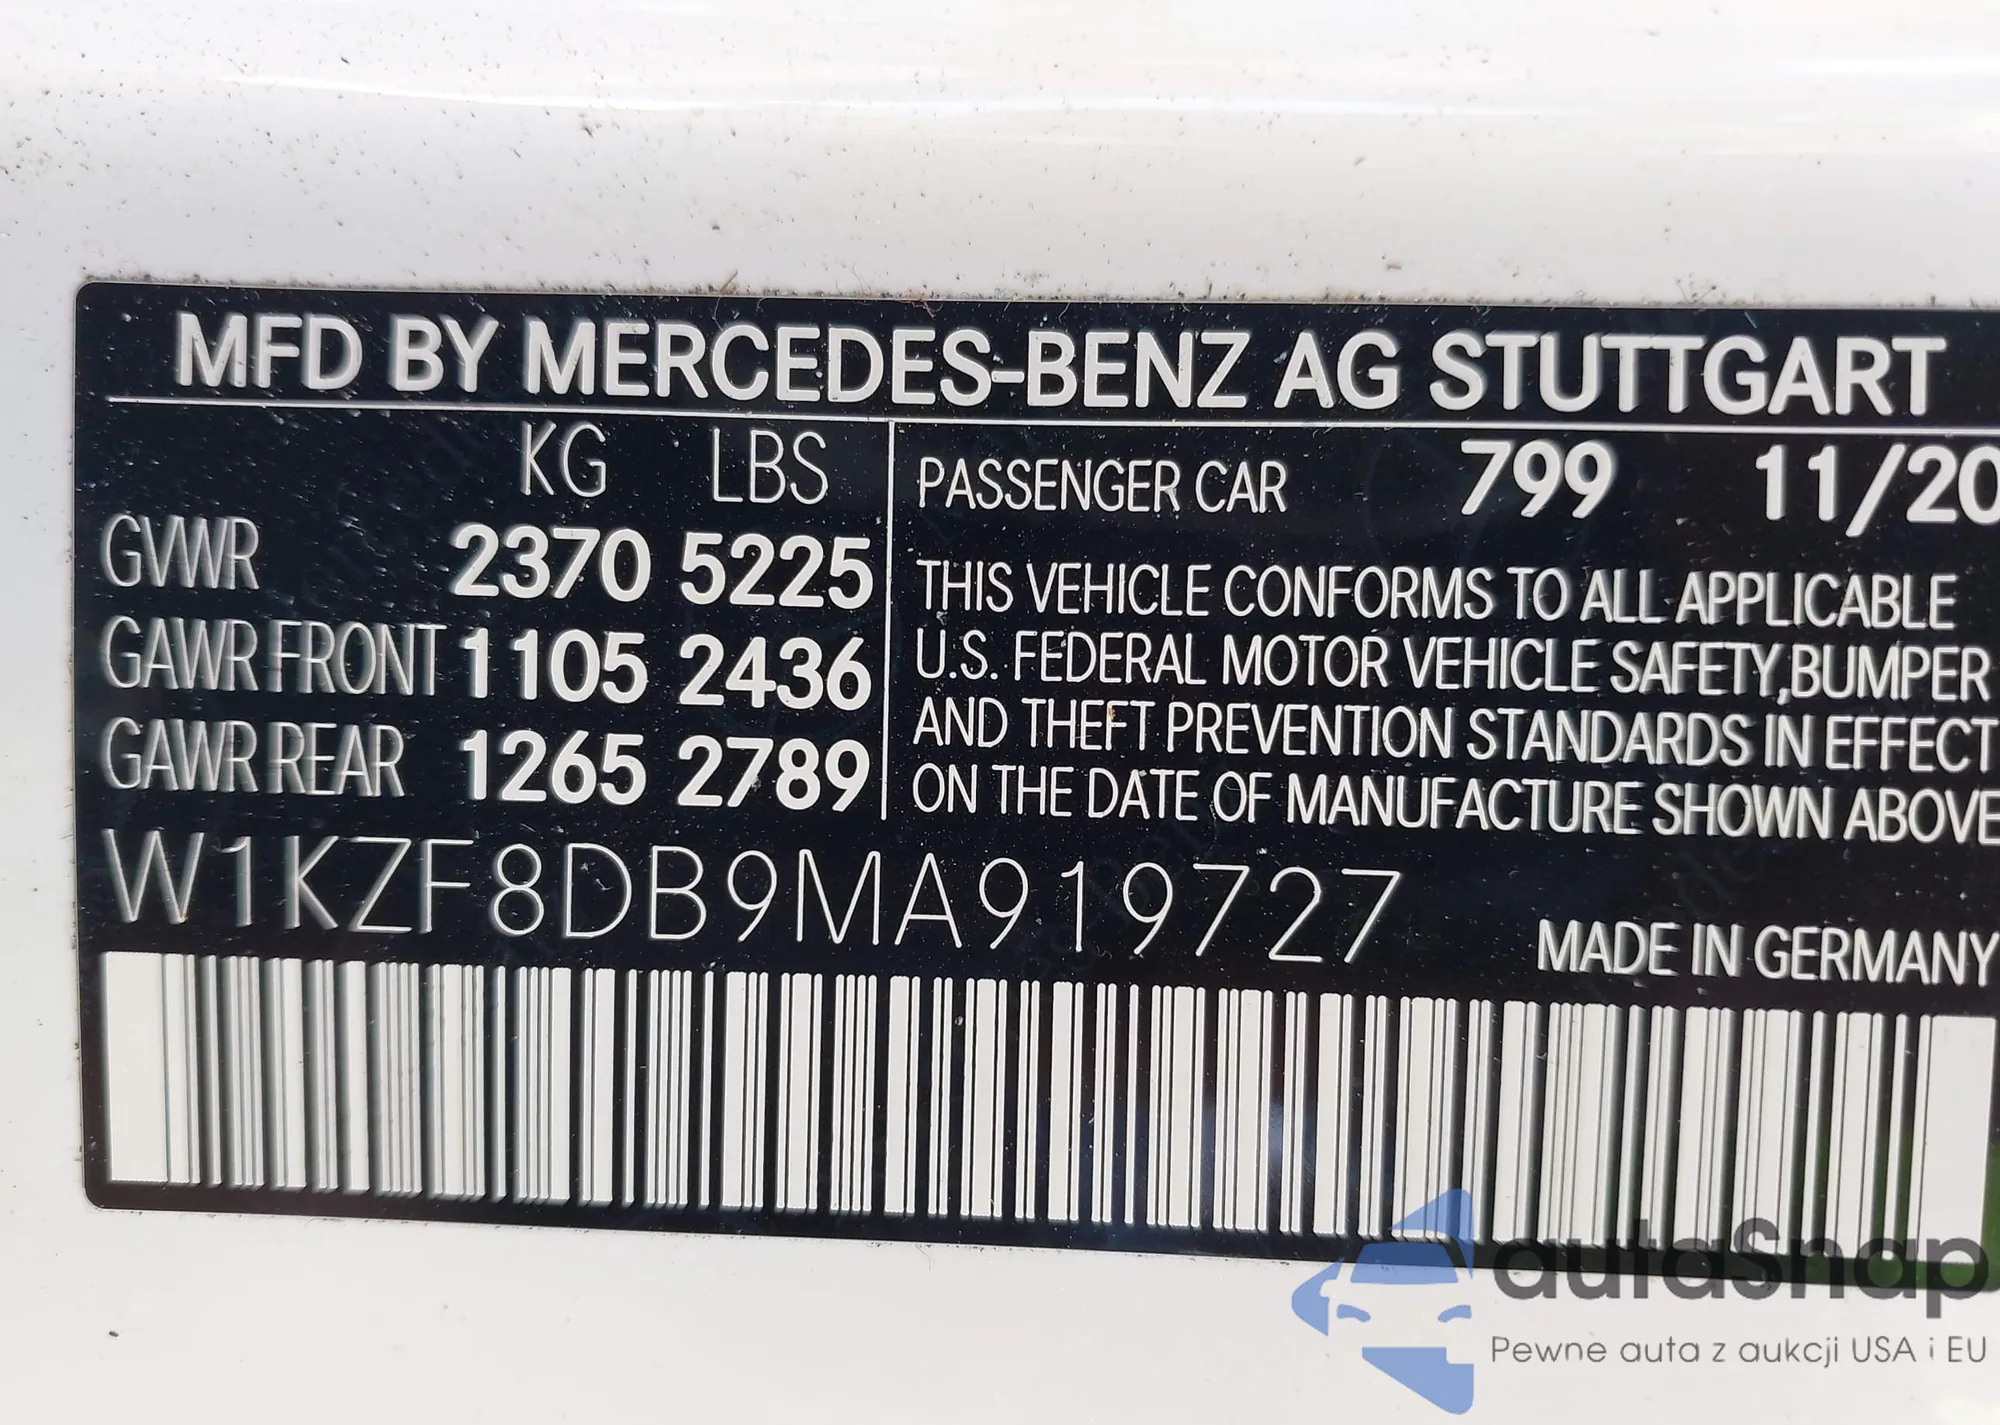 MFD BY MERCEDES-BENZ AG STUTTGART
KG LBS
GVWR 2370 5225
GAWR FRONT 1105 2436
GAWR REAR 1265 2789
PASSENGER CAR 799 11/20
THIS VEHICLE CONFORMS TO ALL APPLICABLE
U.S. FEDERAL MOTOR VEHICLE SAFETY,BUMPER
AND THEFT PREVENTION STANDARDS IN EFFECT
ON THE DATE OF MANUFACTURE SHOWN ABOVE
W1KZF8DB9MA919727
MADE IN GERMANY
autaSnap
Pewne auta z aukcji USA i EU